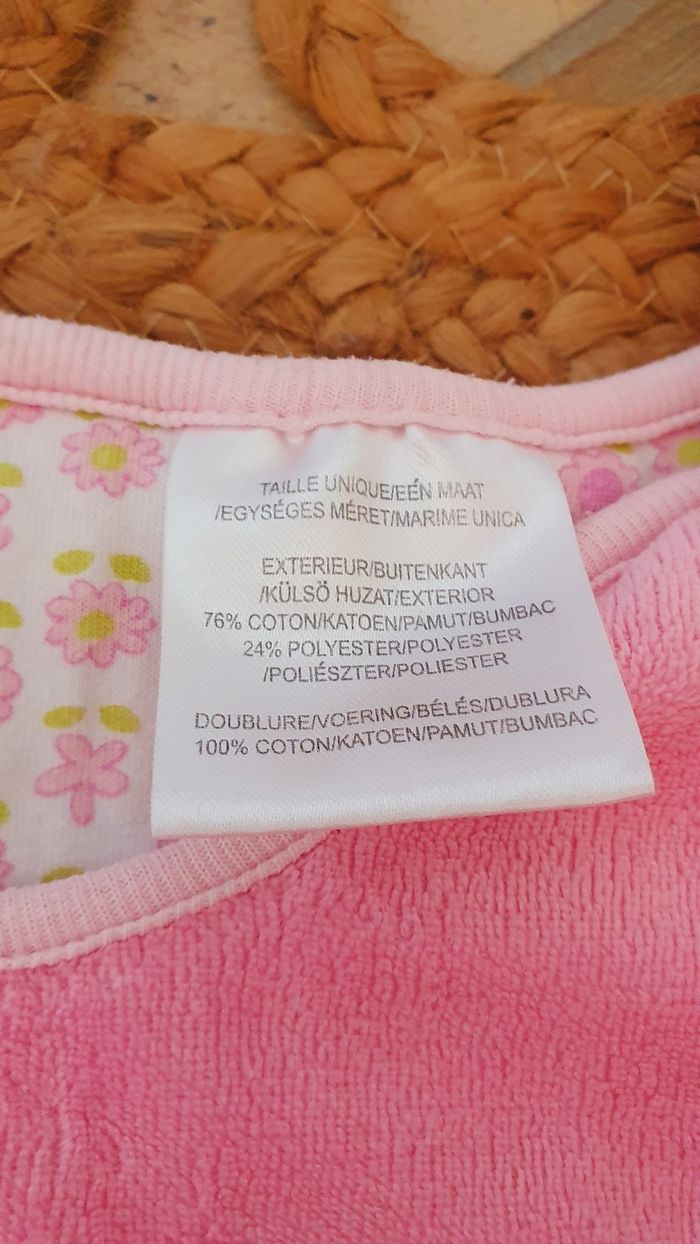 TAILLE UNIQUE/EÉN MAAT
/EGYSÉGES MÉRET/MARIME UNICA
EXTERIEUR/BUITENKANT
/KÜLSÖ HUZAT/EXTERIOR
76% COTON/KATOEN/PAMUT/BUMBAC
24% POLYESTER/POLYESTER
/POLIÉSZTER/POLIESTER
DOUBLURE/VOERING/BÉLÉS/DUBLURA
100% COTON/KATOEN/PAMUT/BUMBAC